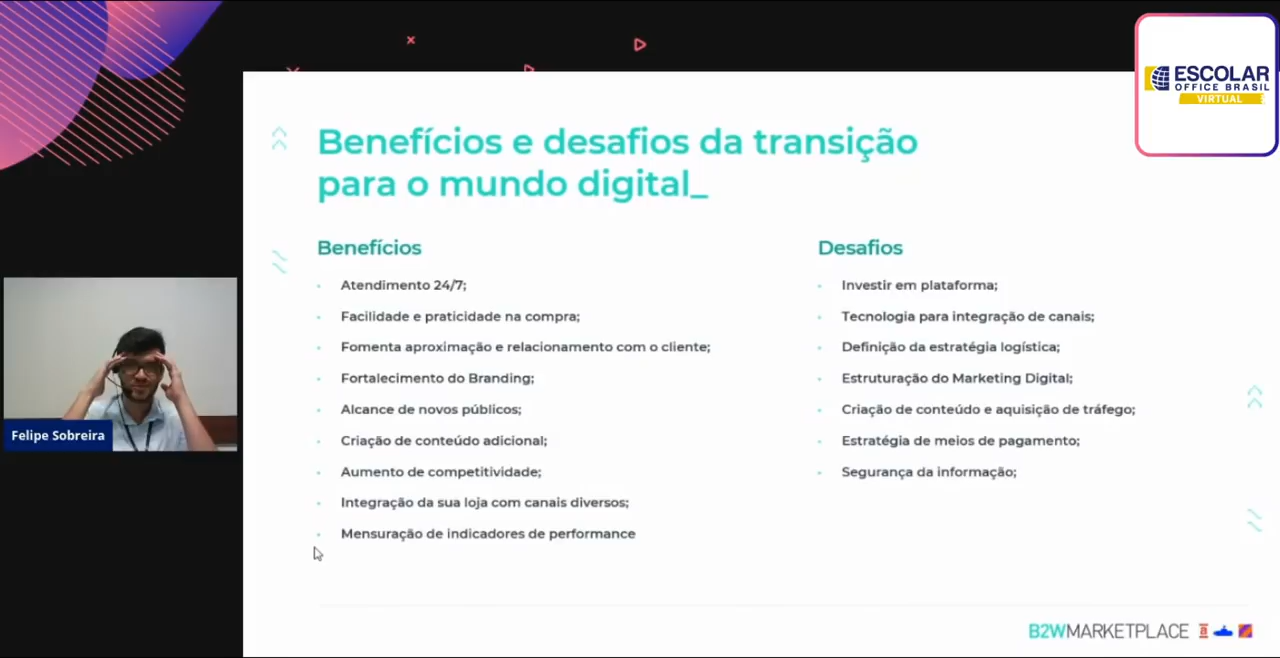 ESCOLAR
OFFICE BRASIL
VIRTUAL
Benefícios e desafios da transição
para o mundo digital_
Benefícios
Atendimento 24/7;
Facilidade e praticidade na compra;
Fomenta aproximação e relacionamento com o cliente;
Fortalecimento do Branding;
Alcance de novos públicos;
Criação de conteúdo adicional;
Aumento de competitividade;
Integração da sua loja com canais diversos;
Mensuração de indicadores de performance
Desafios
Investir em plataforma;
Tecnologia para integração de canais;
Definição da estratégia logística;
Estruturação do Marketing Digital;
Criação de conteúdo e aquisição de tráfego;
Estratégia de meios de pagamento;
Segurança da informação;
Felipe Sobreira
B2WMARKETPLACE